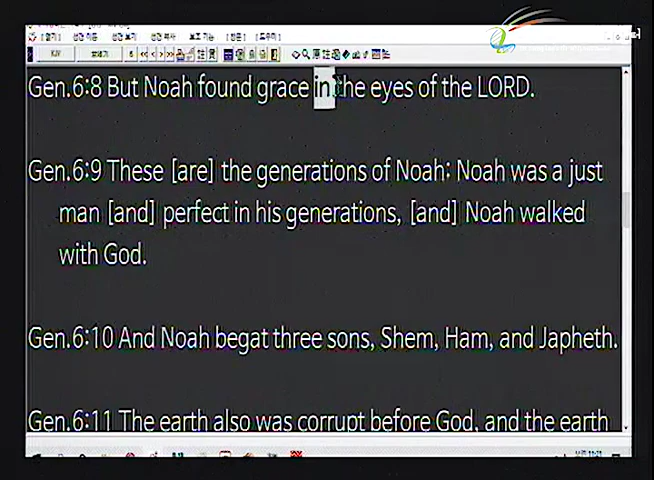 KJV
Gen.6:8 But Noah found grace in the eyes of the LORD.
Gen.6:9 These [are] the generations of Noah: Noah was a just
man [and] perfect in his generations, [and] Noah walked
with God.
Gen.6:10 And Noah begat three sons, Shem, Ham, and Japheth.
Gen.6:11 The earth also was corrupt before God, and the earth